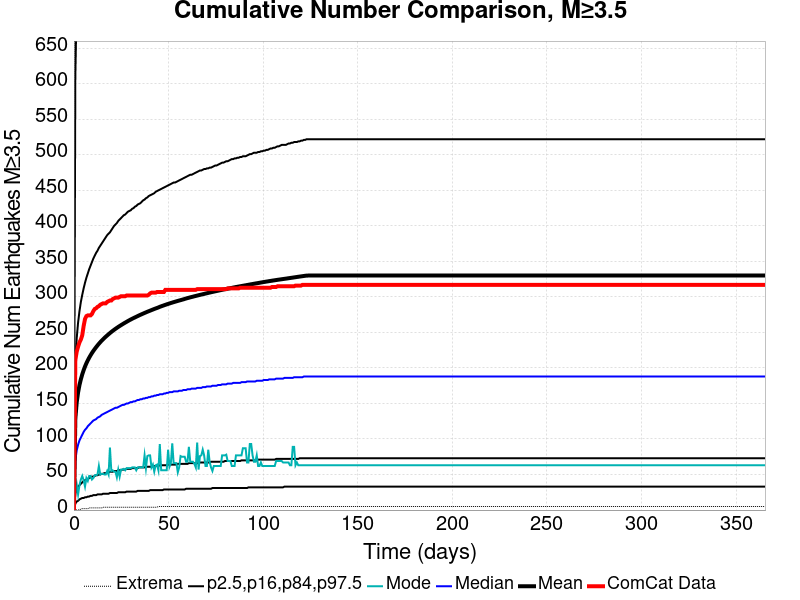 Cumulative Number Comparison, M≥3.5
Cumulative Num Earthquakes M≥3.5
650
600
550
500
450
400
350
300
250
200
150
100
50
0
0 50 100 150 200 250 300 350
Time (days)
Extrema p2.5,p16,p84,p97.5 Mode Median Mean ComCat Data